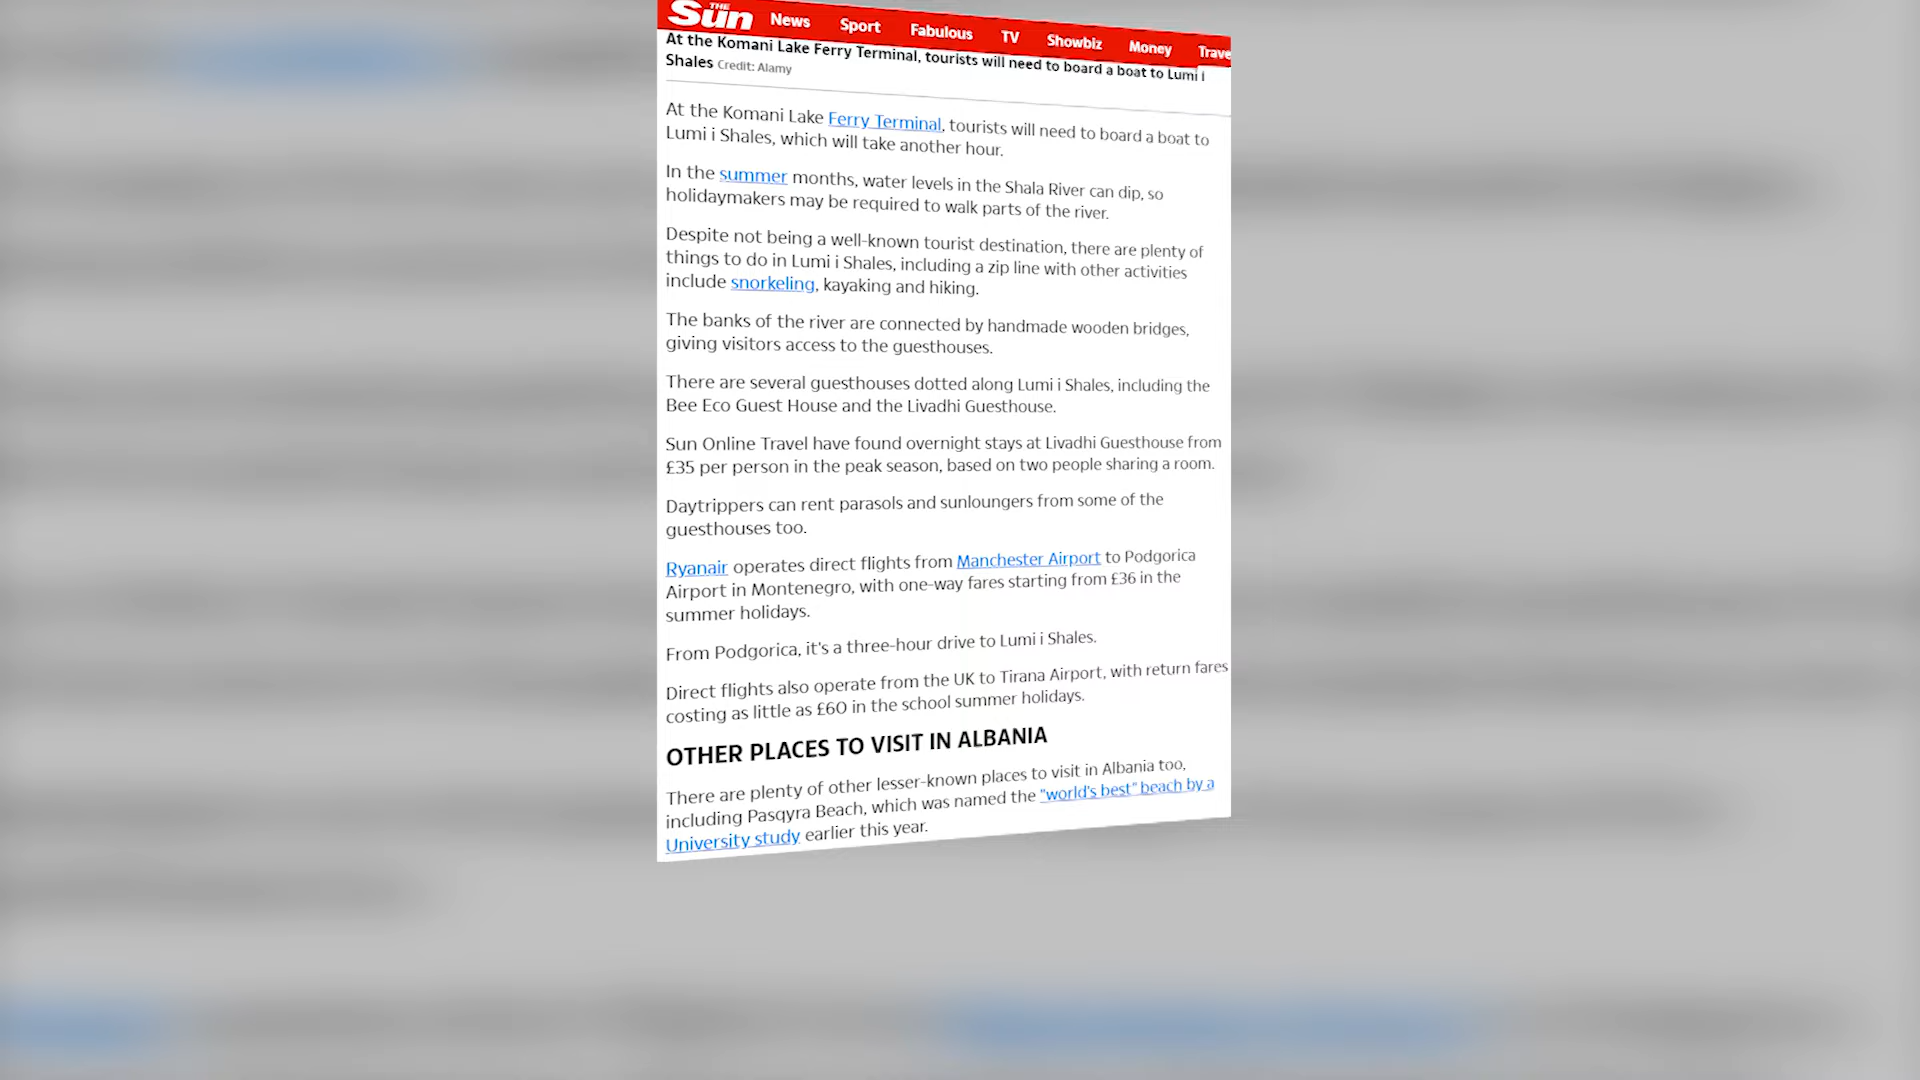 THE Sun News Sport Fabulous TV Showbiz Money Trave
At the Komani Lake Ferry Terminal, tourists will need to board a boat to Lumi i
Shales Credit: Alamy
At the Komani Lake Ferry Terminal, tourists will need to board a boat to
Lumi i Shales, which will take another hour.
In the summer months, water levels in the Shala River can dip, so
holidaymakers may be required to walk parts of the river.
Despite not being a well-known tourist destination, there are plenty of
things to do in Lumi i Shales, including a zip line with other activities
include snorkeling, kayaking and hiking.
The banks of the river are connected by handmade wooden bridges,
giving visitors access to the guesthouses.
There are several guesthouses dotted along Lumi i Shales, including the
Bee Eco Guest House and the Livadhi Guesthouse.
Sun Online Travel have found overnight stays at Livadhi Guesthouse from
£35 per person in the peak season, based on two people sharing a room.
Daytrippers can rent parasols and sunloungers from some of the
guesthouses too.
Ryanair operates direct flights from Manchester Airport to Podgorica
Airport in Montenegro, with one-way fares starting from £36 in the
summer holidays.
From Podgorica, it's a three-hour drive to Lumi i Shales.
Direct flights also operate from the UK to Tirana Airport, with return fares
costing as little as £60 in the school summer holidays.
OTHER PLACES TO VISIT IN ALBANIA
There are plenty of other lesser-known places to visit in Albania too,
including Pasqyra Beach, which was named the "world's best" beach by a
University study earlier this year.